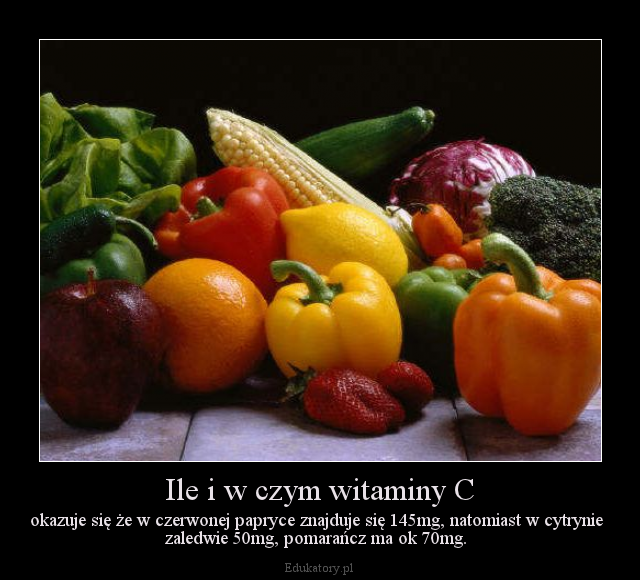 Ile i w czym witaminy C
okazuje się że w czerwonej papryce znajduje się 145mg, natomiast w cytrynie
zaledwie 50mg, pomarańcz ma ok 70mg.
Edukatory.pl